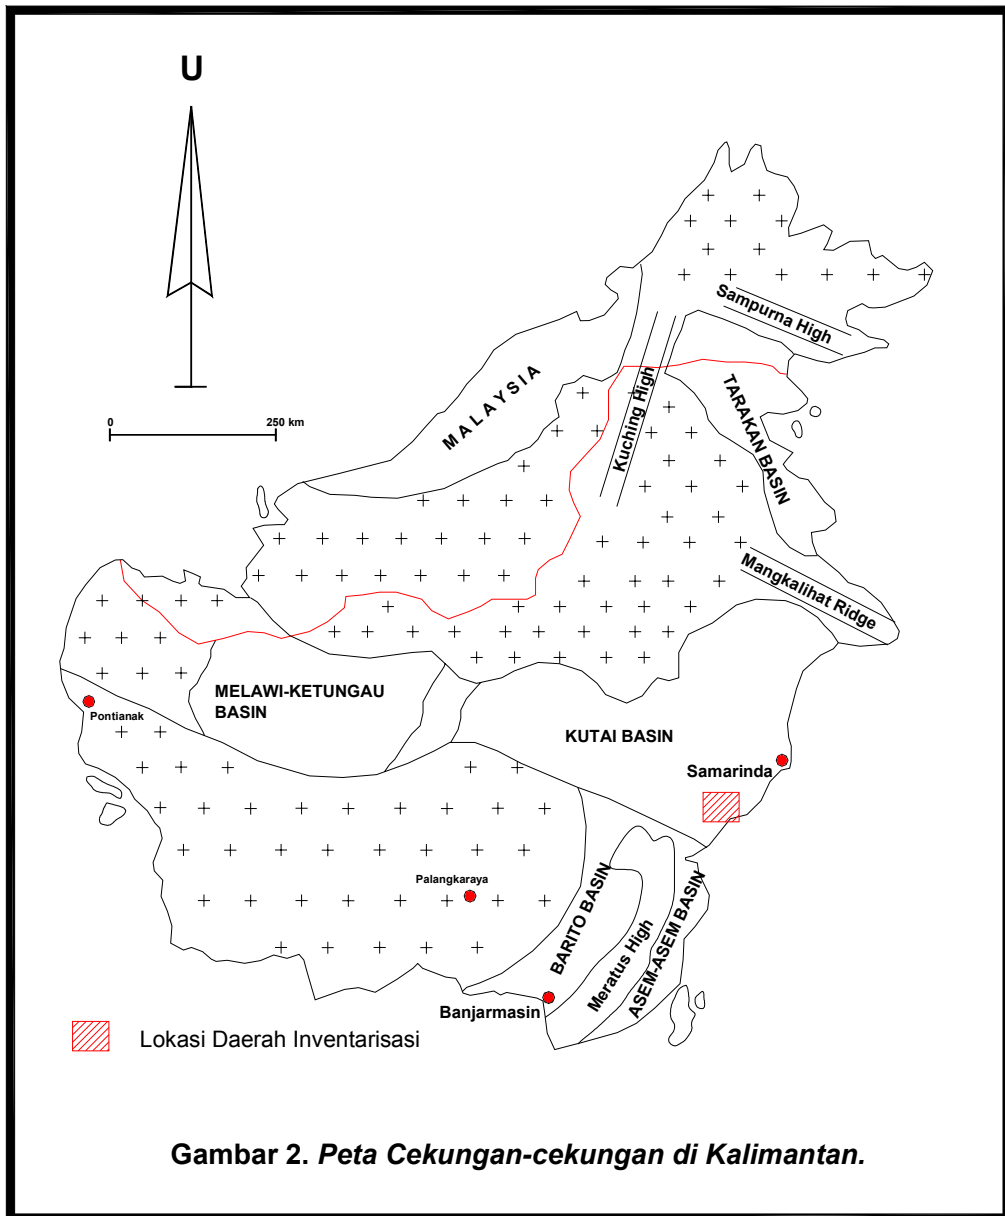 U
0
250 km
Sampurna High
MALAYSIA
Kuching High
TARAKAN BASIN
Mangkalihat Ridge
MELAWI-KETUNGAU
BASIN
Pontianak
KUTAI BASIN
Samarinda
Palangkaraya
BARITO BASIN
Meratus High
ASEM-ASEM BASIN
Banjarmasin
Lokasi Daerah Inventarisasi
Gambar 2. Peta Cekungan-cekungan di Kalimantan.